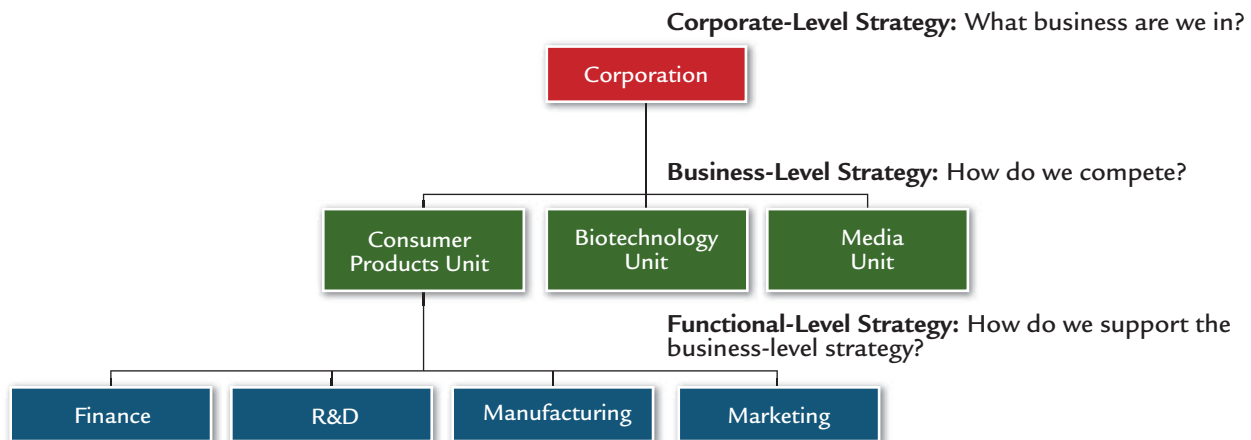 Corporate-Level Strategy: What business are we in?
Corporation
Business-Level Strategy: How do we compete?
Consumer
Products Unit
Biotechnology
Unit
Media
Unit
Functional-Level Strategy: How do we support the
business-level strategy?
Finance
R&D
Manufacturing
Marketing